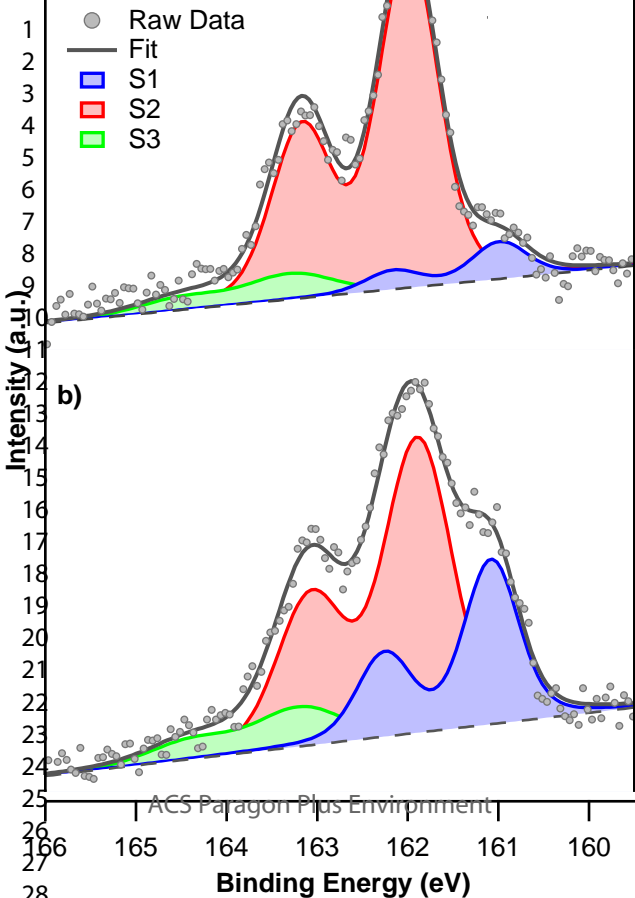 1
Raw Data
2
Fit
3
S1
4
S2
5
S3
6
7
8
9
10
11
12
b)
13
14
15
16
17
18
19
20
21
22
23
24
25
26
27
28
Intensity (a.u.)
ACS Paragon Plus Environment
166 165 164 163 162 161 160
Binding Energy (eV)